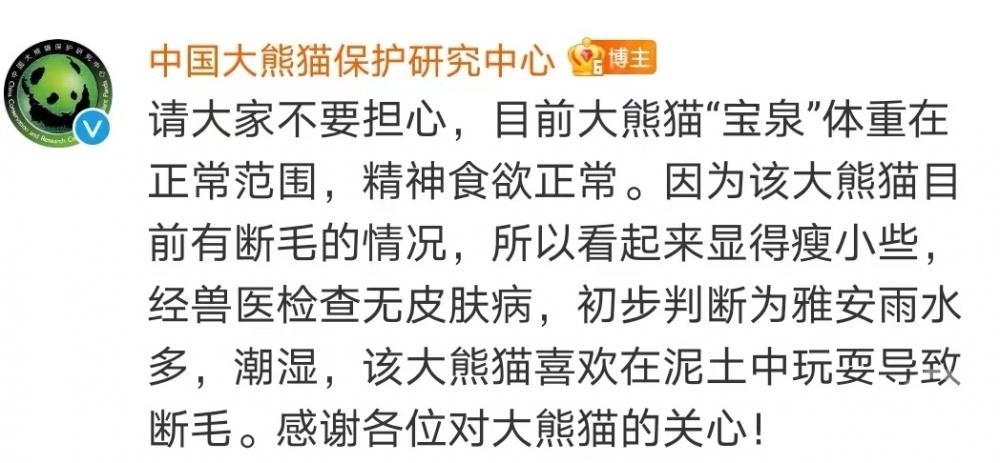 中国大熊猫保护研究中心 6 博主
请大家不要担心，目前大熊猫“宝泉”体重在
正常范围，精神食欲正常。因为该大熊猫目
前有断毛的情况，所以看起来显得瘦小些，
经兽医检查无皮肤病，初步判断为雅安雨水
多，潮湿，该大熊猫喜欢在泥土中玩耍导致
断毛。感谢各位对大熊猫的关心！